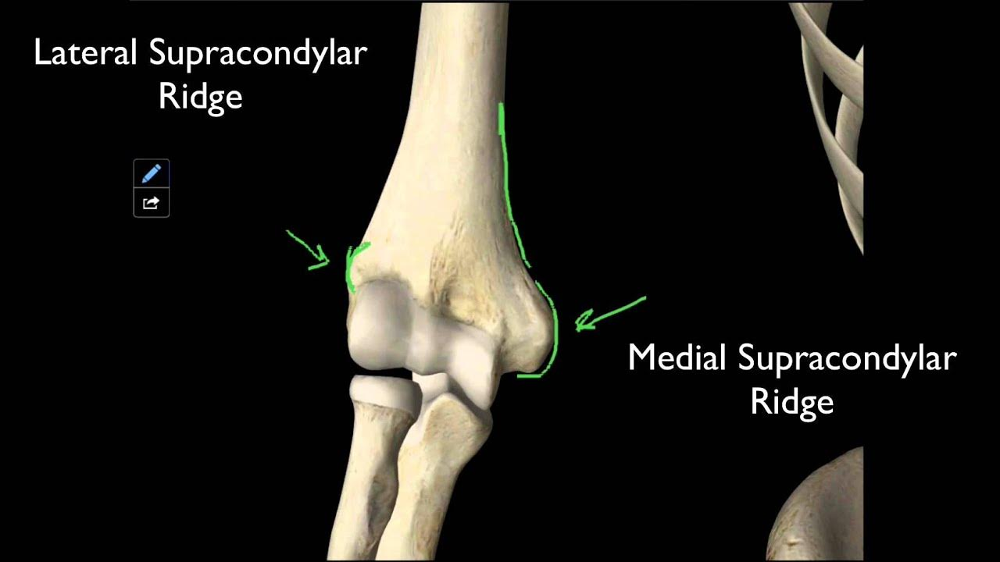 Lateral Supracondylar
Ridge
Medial Supracondylar
Ridge